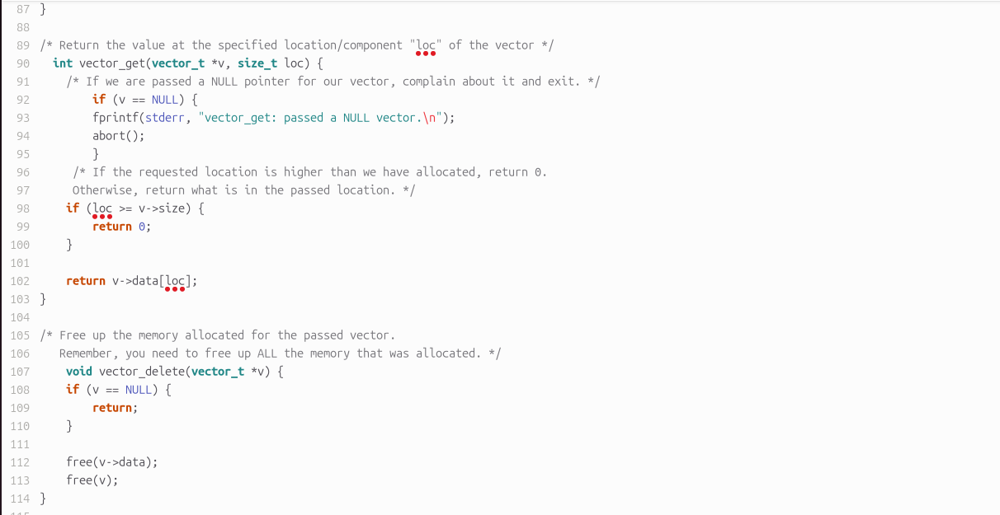 87 }
88
89 /* Return the value at the specified location/component "loc" of the vector */
90   int vector_get(vector_t *v, size_t loc) {
91     /* If we are passed a NULL pointer for our vector, complain about it and exit. */
92         if (v == NULL) {
93         fprintf(stderr, "vector_get: passed a NULL vector.\n");
94         abort();
95         }
96      /* If the requested location is higher than we have allocated, return 0.
97      Otherwise, return what is in the passed location. */
98     if (loc >= v->size) {
99         return 0;
100     }
101
102     return v->data[loc];
103 }
104
105 /* Free up the memory allocated for the passed vector.
106    Remember, you need to free up ALL the memory that was allocated. */
107     void vector_delete(vector_t *v) {
108     if (v == NULL) {
109         return;
110     }
111
112     free(v->data);
113     free(v);
114 }